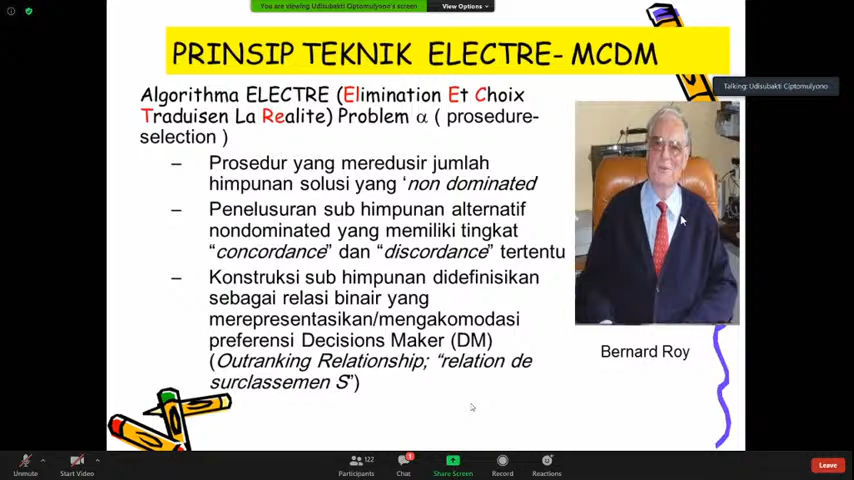 You are viewing Udisubakti Ciptomulyono's screen
View Options
PRINSIP TEKNIK ELECTRE- MCDM
Talking: Udisubakti Ciptomulyono
Algorithma ELECTRE (Elimination Et Choix
Traduisen La Realite) Problem α ( prosedure-
selection )
– Prosedur yang meredusir jumlah
himpunan solusi yang ‘non dominated
– Penelusuran sub himpunan alternatif
nondominated yang memiliki tingkat
“concordance” dan “discordance” tertentu
– Konstruksi sub himpunan didefinisikan
sebagai relasi binair yang
merepresentasikan/mengakomodasi
preferensi Decisions Maker (DM)
(Outranking Relationship; “relation de
surclassemen S”)
Bernard Roy
Unmute
Start Video
122
Participants
1
Chat
Share Screen
Record
Reactions
Leave